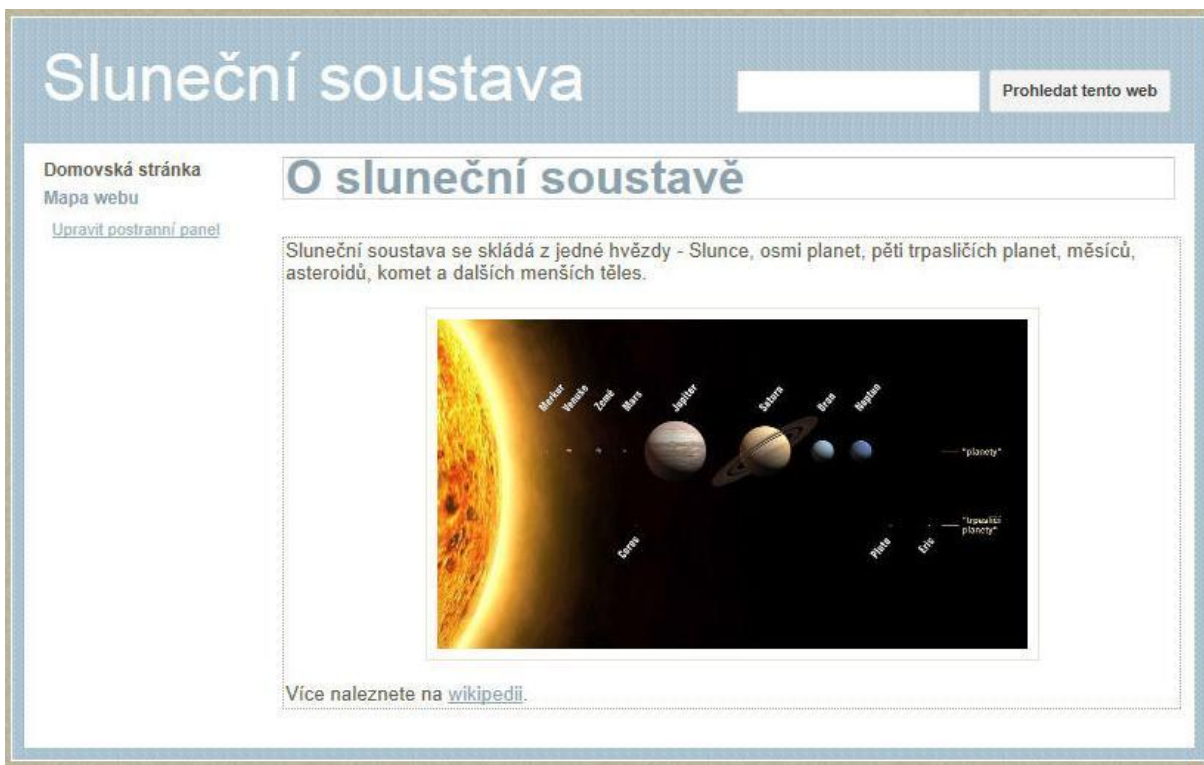 Sluneční soustava
Prohledat tento web
Domovská stránka
Mapa webu
Upravit postranní panel
O sluneční soustavě
Sluneční soustava se skládá z jedné hvězdy - Slunce, osmi planet, pěti trpasličích planet, měsíců,
asteroidů, komet a dalších menších těles.
Merkur
Venuše
Země
Mars
Jupiter
Saturn
Uran
Neptun
"planety"
"trpasličí
planety"
Ceres
Pluto
Eris
Více naleznete na wikipedii.